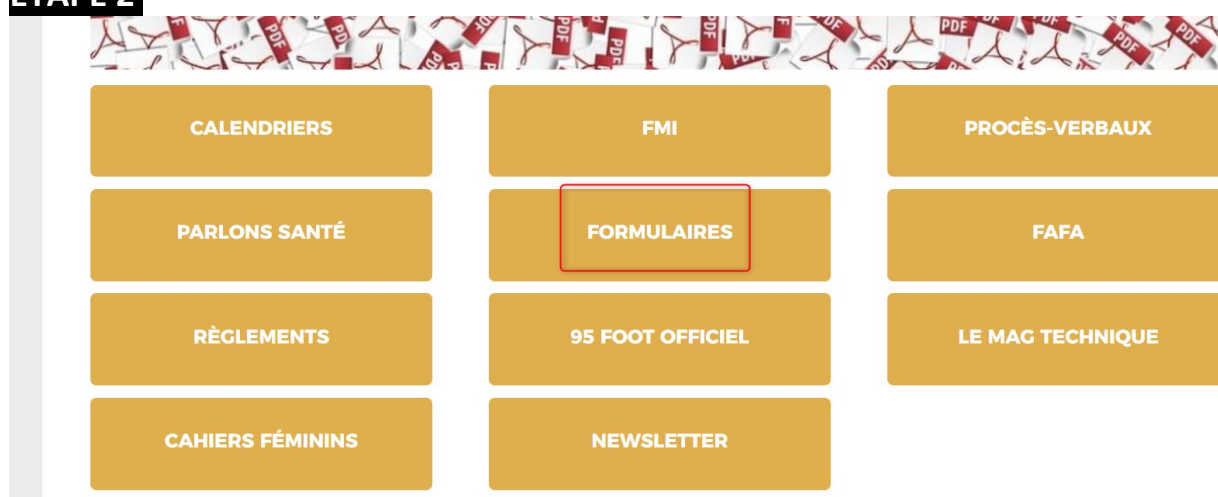 ETAPE 2
CALENDRIERS
FMI
PROCÈS-VERBAUX
PARLONS SANTÉ
FORMULAIRES
FAFA
RÈGLEMENTS
95 FOOT OFFICIEL
LE MAG TECHNIQUE
CAHIERS FÉMININS
NEWSLETTER